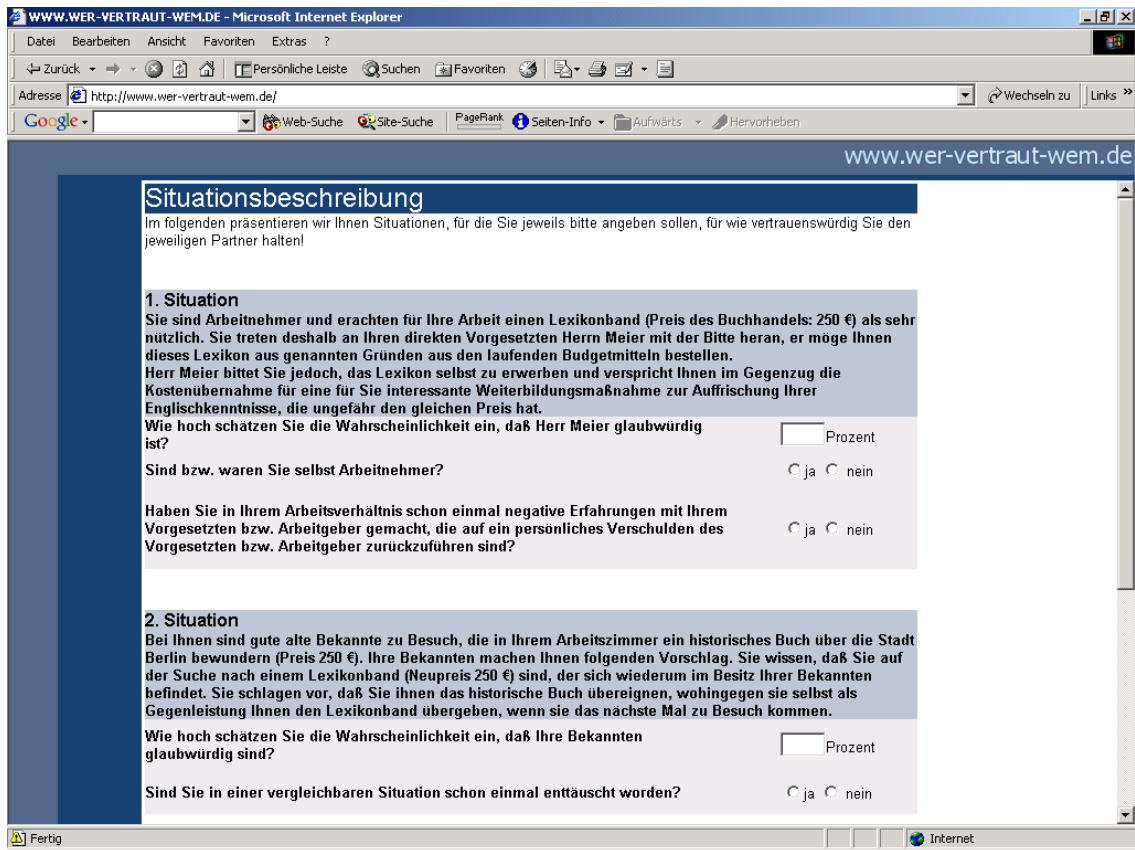 WWW.WER-VERTRAUT-WEM.DE - Microsoft Internet Explorer
Datei Bearbeiten Ansicht Favoriten Extras ?
Zurück Persönliche Leiste Suchen Favoriten
Adresse http://www.wer-vertraut-wem.de/ Wechseln zu Links »
Google Web-Suche Site-Suche PageRank Seiten-Info Aufwärts Hervorheben
www.wer-vertraut-wem.de
Situationsbeschreibung
Im folgenden präsentieren wir Ihnen Situationen, für die Sie jeweils bitte angeben sollen, für wie vertrauenswürdig Sie den
jeweiligen Partner halten!
1. Situation
Sie sind Arbeitnehmer und erachten für Ihre Arbeit einen Lexikonband (Preis des Buchhandels: 250 €) als sehr
nützlich. Sie treten deshalb an Ihren direkten Vorgesetzten Herrn Meier mit der Bitte heran, er möge Ihnen
dieses Lexikon aus genannten Gründen aus den laufenden Budgetmitteln bestellen.
Herr Meier bittet Sie jedoch, das Lexikon selbst zu erwerben und verspricht Ihnen im Gegenzug die
Kostenübernahme für eine für Sie interessante Weiterbildungsmaßnahme zur Auffrischung Ihrer
Englischkenntnisse, die ungefähr den gleichen Preis hat.
Wie hoch schätzen Sie die Wahrscheinlichkeit ein, daß Herr Meier glaubwürdig
ist? Prozent
Sind bzw. waren Sie selbst Arbeitnehmer? ja nein
Haben Sie in Ihrem Arbeitsverhältnis schon einmal negative Erfahrungen mit Ihrem
Vorgesetzten bzw. Arbeitgeber gemacht, die auf ein persönliches Verschulden des ja nein
Vorgesetzten bzw. Arbeitgeber zurückzuführen sind?
2. Situation
Bei Ihnen sind gute alte Bekannte zu Besuch, die in Ihrem Arbeitszimmer ein historisches Buch über die Stadt
Berlin bewundern (Preis 250 €). Ihre Bekannten machen Ihnen folgenden Vorschlag. Sie wissen, daß Sie auf
der Suche nach einem Lexikonband (Neupreis 250 €) sind, der sich wiederum im Besitz Ihrer Bekannten
befindet. Sie schlagen vor, daß Sie ihnen das historische Buch übereignen, wohingegen sie selbst als
Gegenleistung Ihnen den Lexikonband übergeben, wenn sie das nächste Mal zu Besuch kommen.
Wie hoch schätzen Sie die Wahrscheinlichkeit ein, daß Ihre Bekannten
glaubwürdig sind? Prozent
Sind Sie in einer vergleichbaren Situation schon einmal enttäuscht worden? ja nein
Fertig Internet